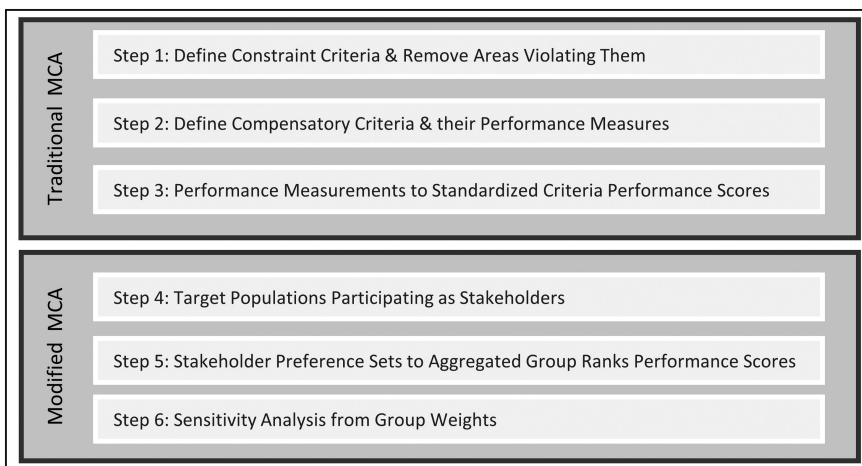 Traditional MCA
Step 1: Define Constraint Criteria & Remove Areas Violating Them
Step 2: Define Compensatory Criteria & their Performance Measures
Step 3: Performance Measurements to Standardized Criteria Performance Scores
Modified MCA
Step 4: Target Populations Participating as Stakeholders
Step 5: Stakeholder Preference Sets to Aggregated Group Ranks Performance Scores
Step 6: Sensitivity Analysis from Group Weights